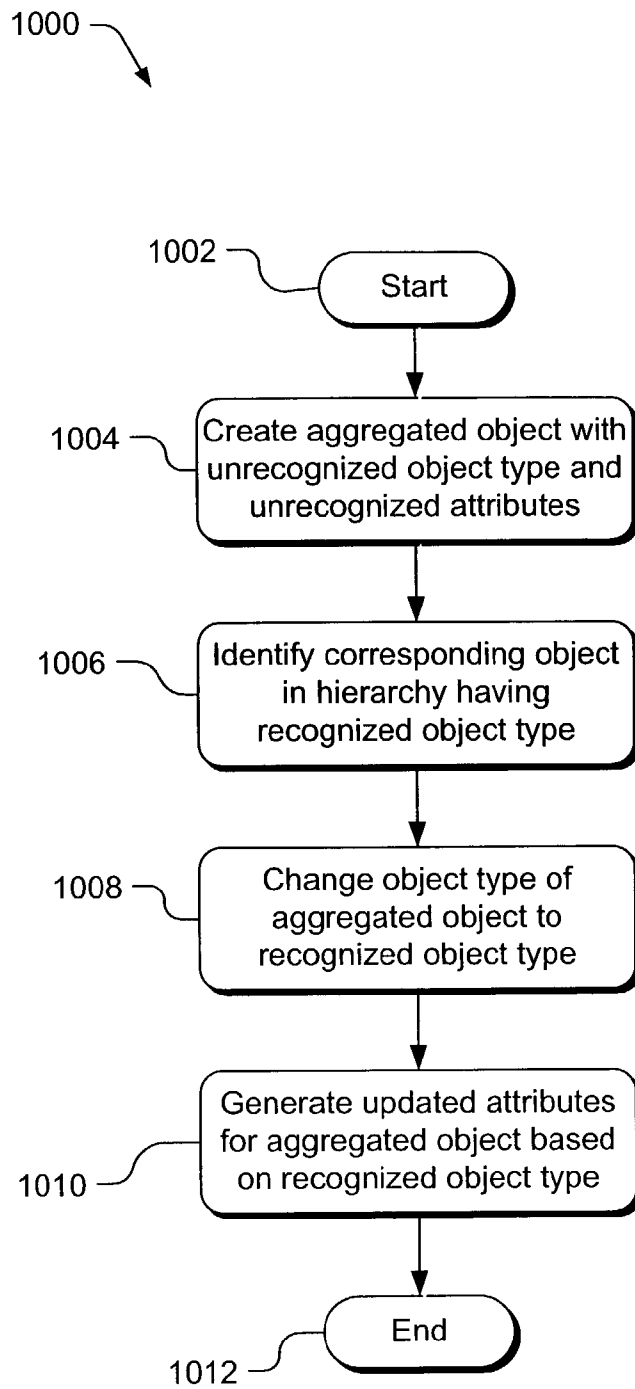 1000
1002
Start
1004
Create aggregated object with
unrecognized object type and
unrecognized attributes
1006
Identify corresponding object
in hierarchy having
recognized object type
1008
Change object type of
aggregated object to
recognized object type
1010
Generate updated attributes
for aggregated object based
on recognized object type
End
1012